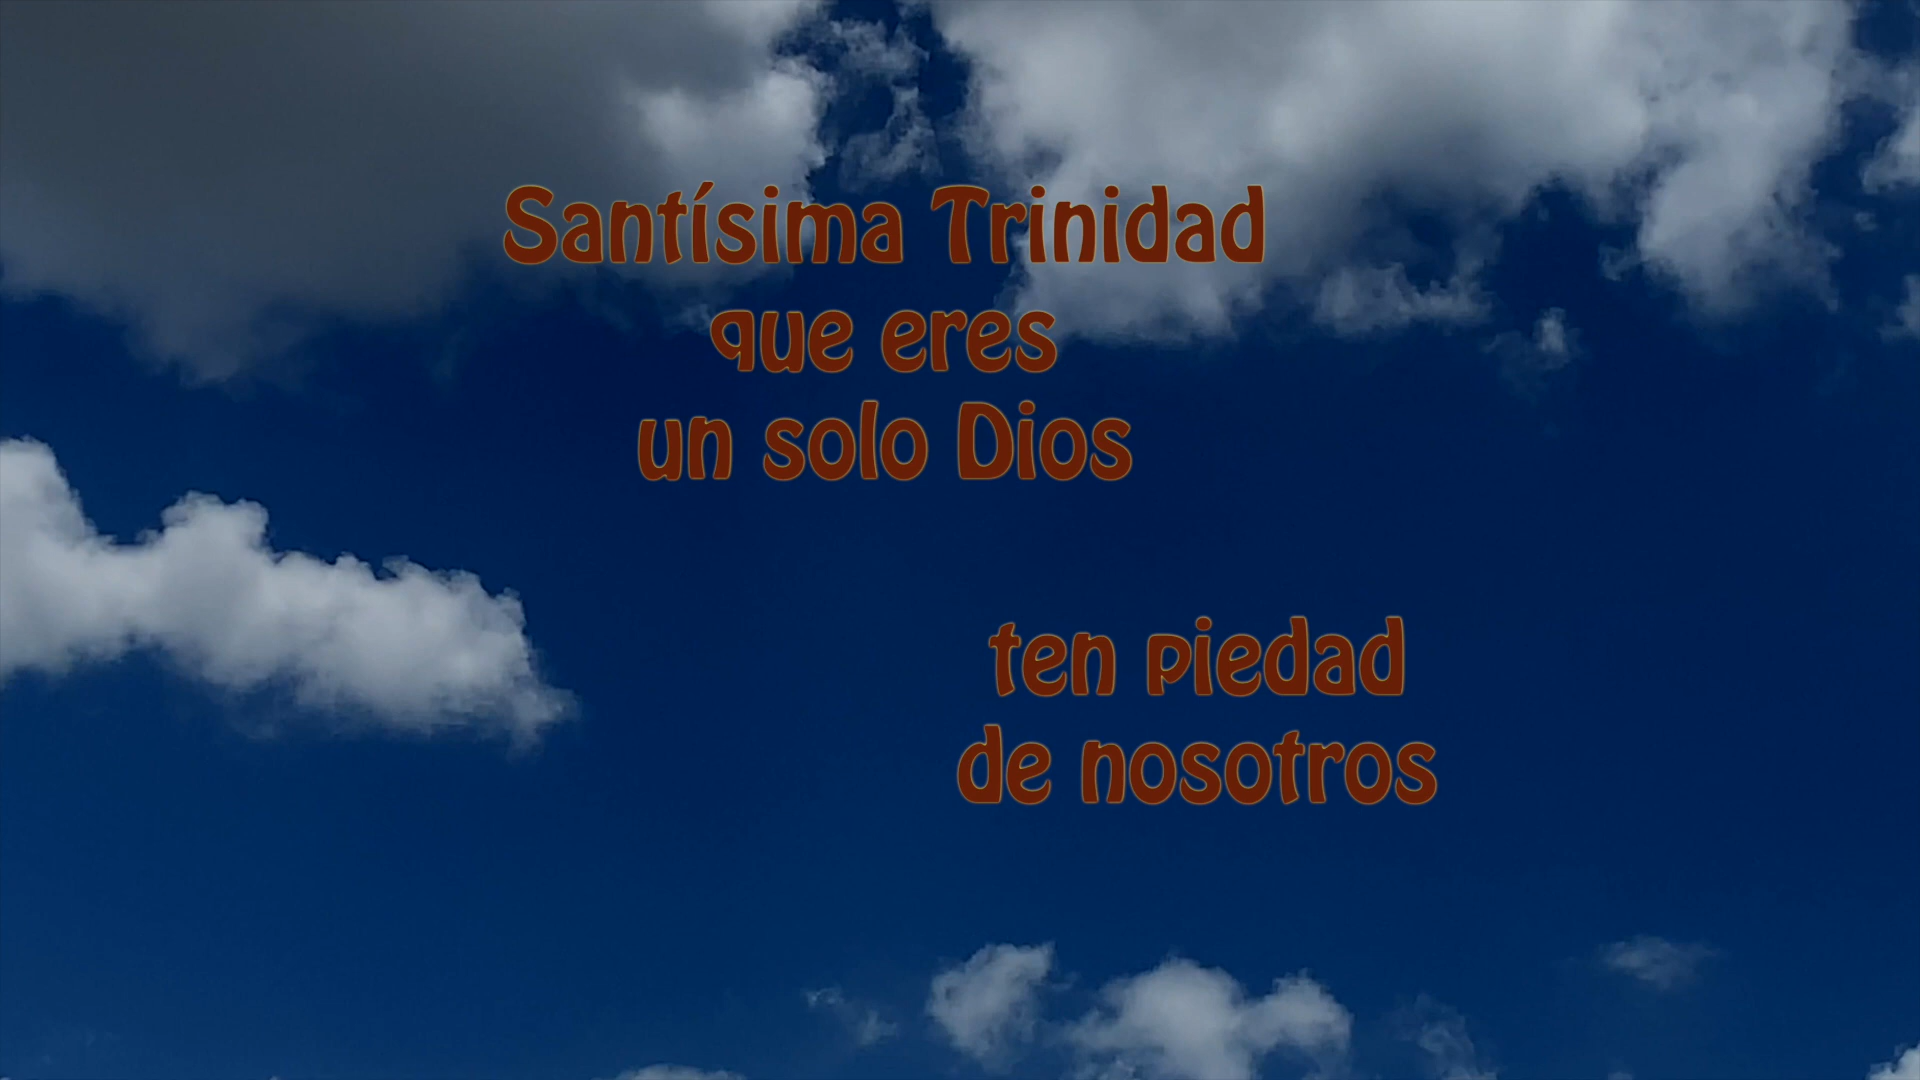 Santísima Trinidad
que eres
un solo Dios
ten piedad
de nosotros